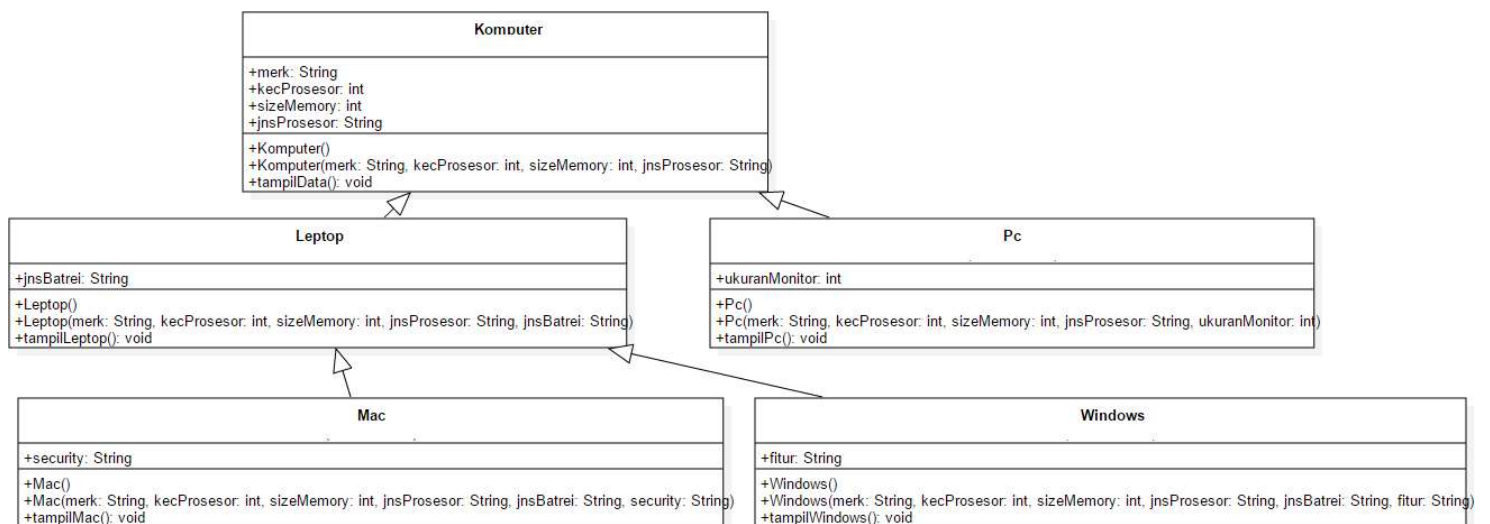 Komputer
+merk: String
+kecProsesor: int
+sizeMemory: int
+jnsProsesor: String
+Komputer()
+Komputer(merk: String, kecProsesor: int, sizeMemory: int, jnsProsesor: String)
+tampilData(): void
Leptop
+jnsBatrei: String
+Leptop()
+Leptop(merk: String, kecProsesor: int, sizeMemory: int, jnsProsesor: String, jnsBatrei: String)
+tampilLeptop(): void
Pc
+ukuranMonitor: int
+Pc()
+Pc(merk: String, kecProsesor: int, sizeMemory: int, jnsProsesor: String, ukuranMonitor: int)
+tampilPc(): void
Mac
+security: String
+Mac()
+Mac(merk: String, kecProsesor: int, sizeMemory: int, jnsProsesor: String, jnsBatrei: String, security: String)
+tampilMac(): void
Windows
+fitur: String
+Windows()
+Windows(merk: String, kecProsesor: int, sizeMemory: int, jnsProsesor: String, jnsBatrei: String, fitur: String)
+tampilWindows(): void